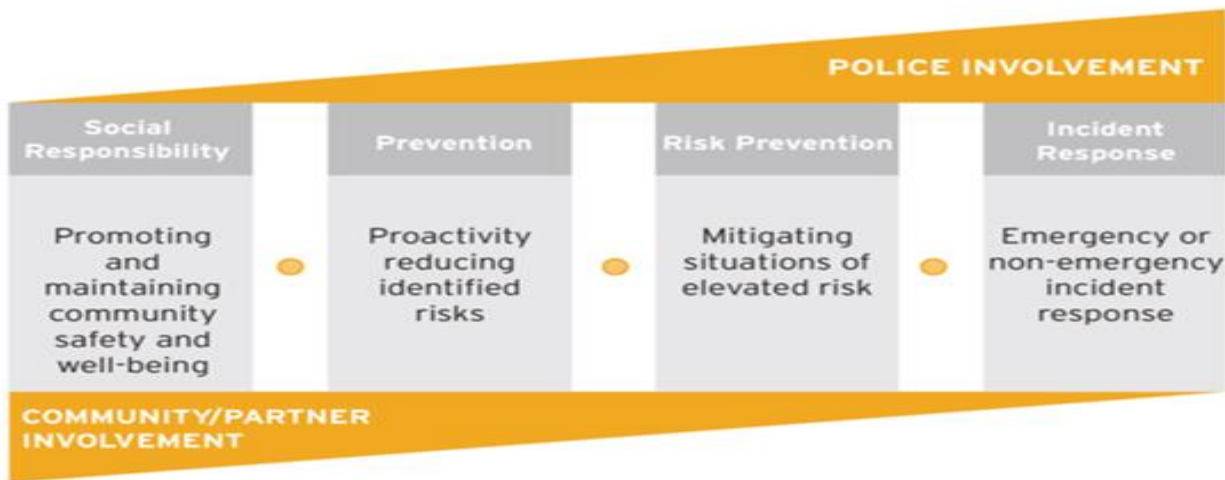 POLICE INVOLVEMENT
Social
Responsibility
Prevention
Risk Prevention
Incident
Response
Promoting
and
maintaining
community
safety and
well-being
Proactivity
reducing
identified
risks
Mitigating
situations of
elevated risk
Emergency or
non-emergency
incident
response
COMMUNITY/PARTNER
INVOLVEMENT